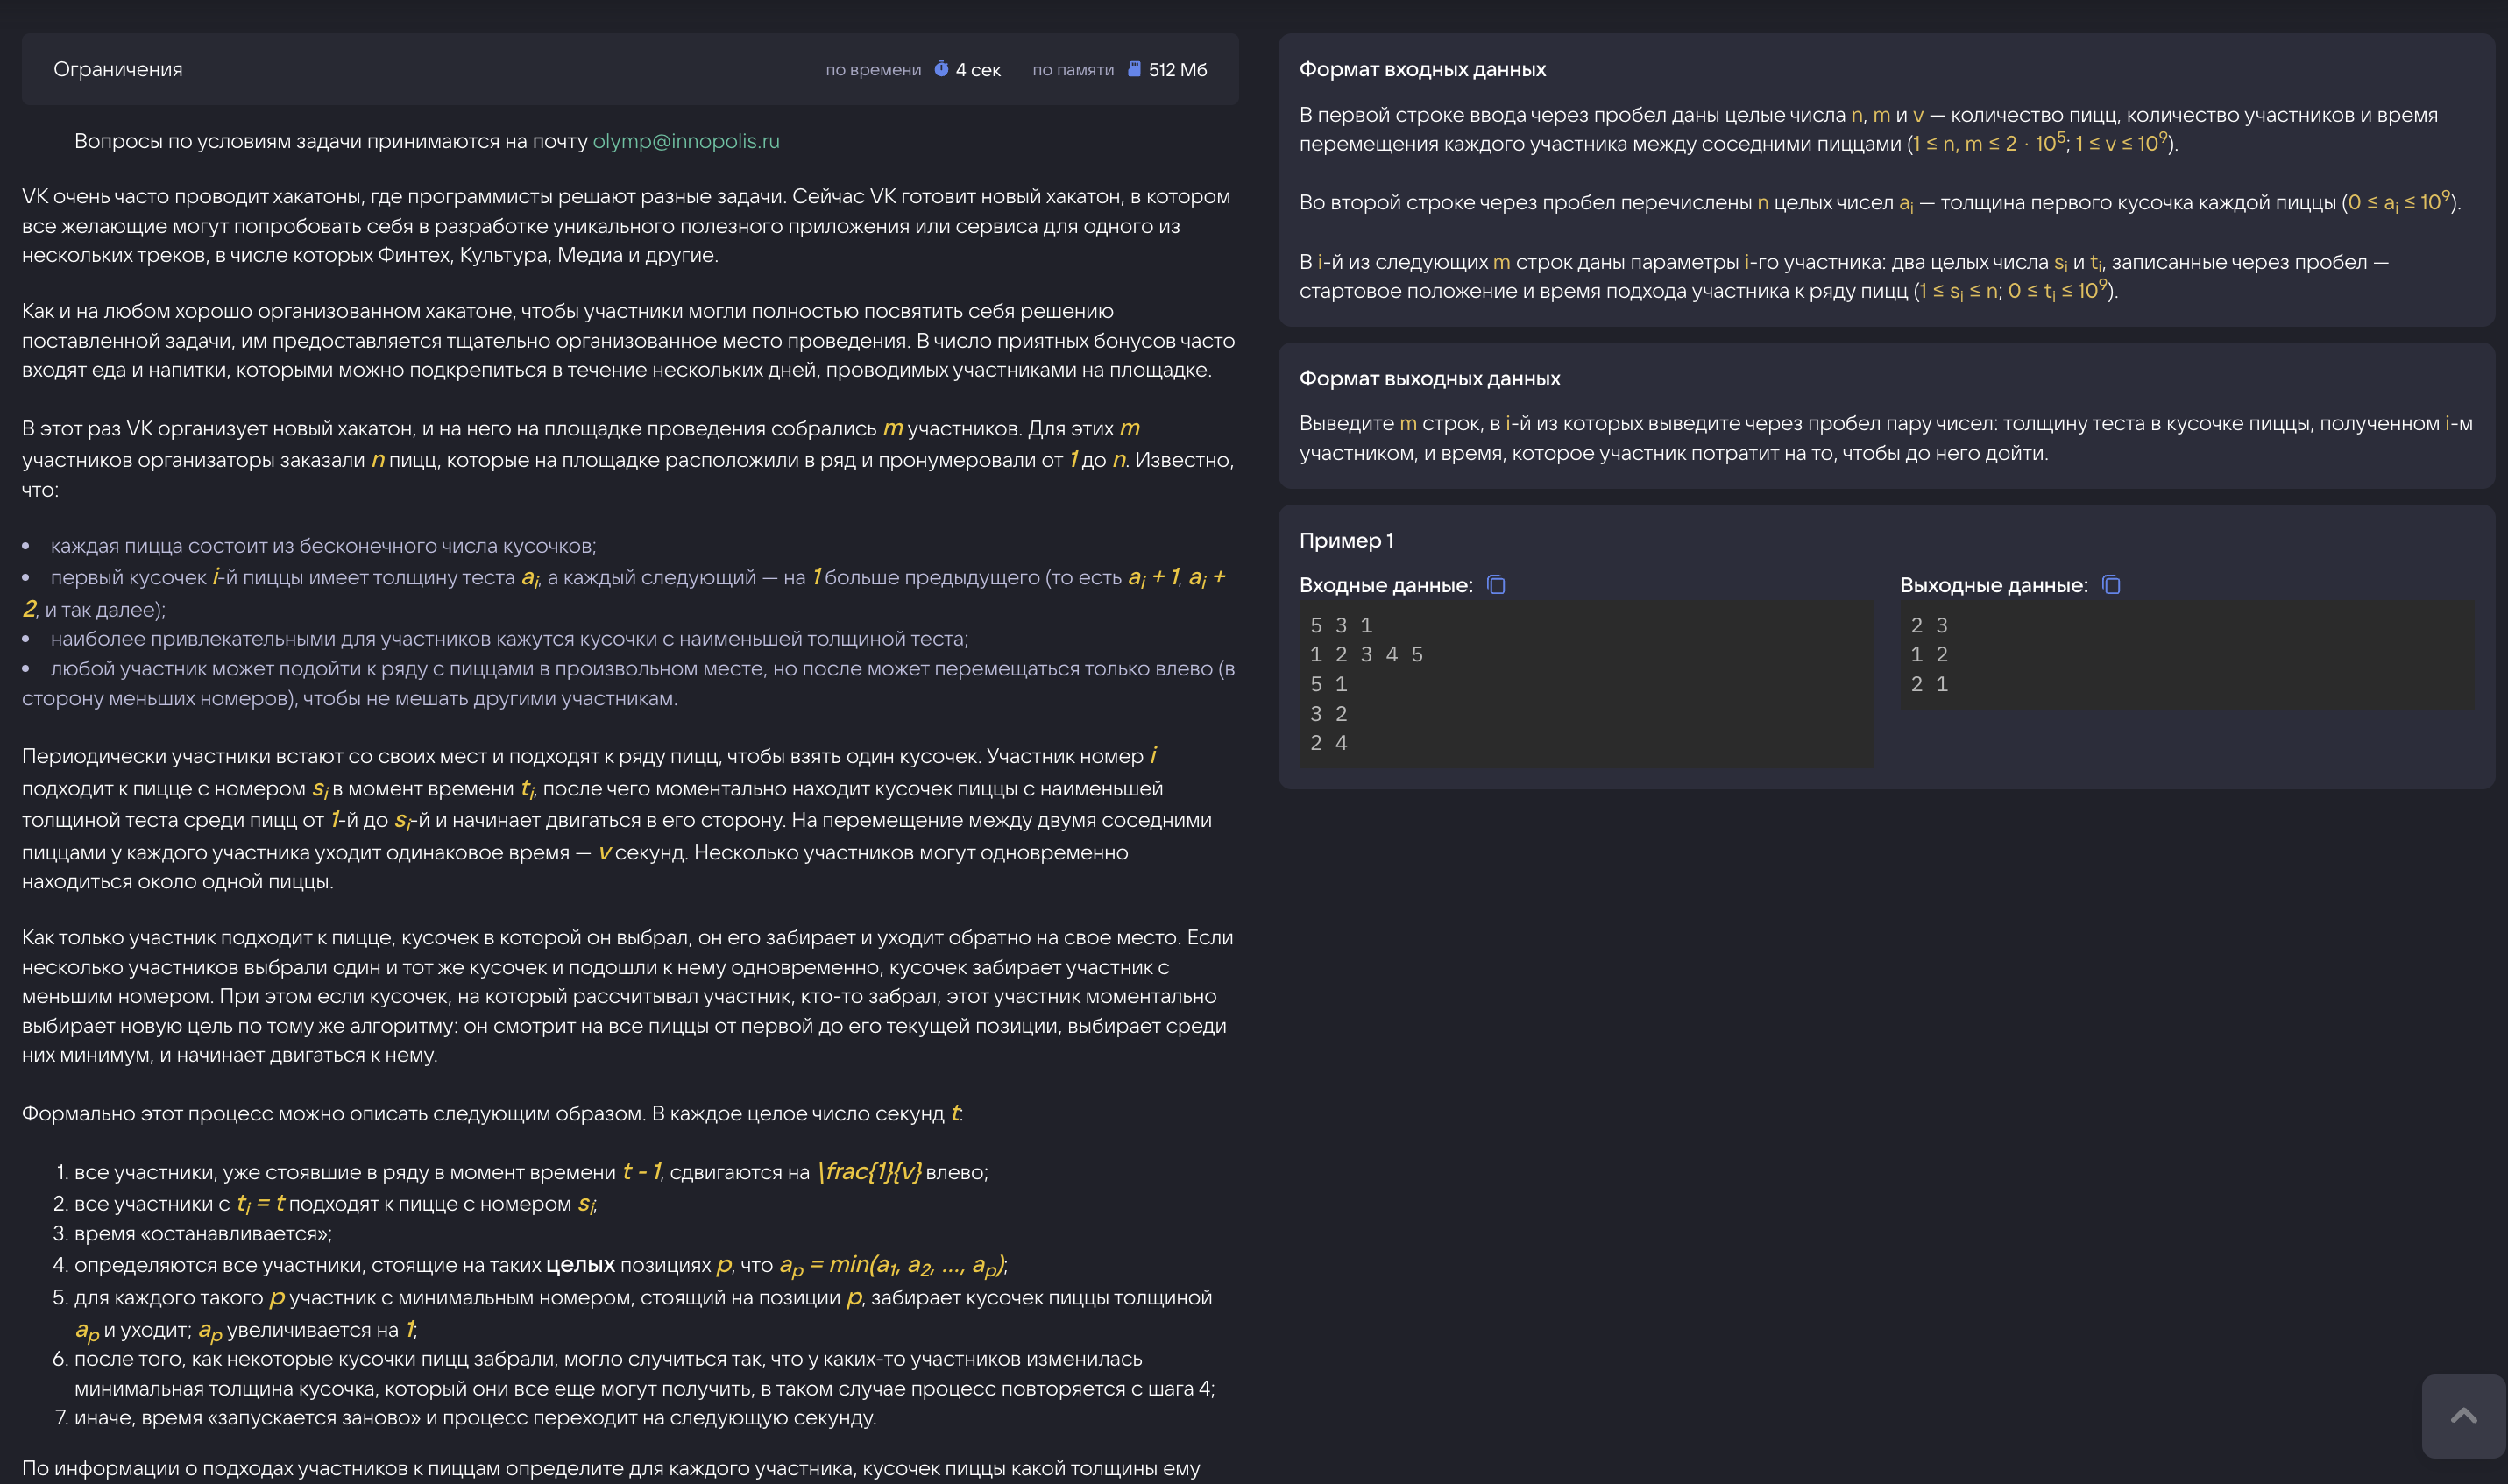 Ограничения
по времени 4 сек по памяти 512 Мб
Вопросы по условиям задачи принимаются на почту olymp@innopolis.ru
VK очень часто проводит хакатоны, где программисты решают разные задачи. Сейчас VK готовит новый хакатон, в котором
все желающие могут попробовать себя в разработке уникального полезного приложения или сервиса для одного из
нескольких треков, в числе которых Финтех, Культура, Медиа и другие.
Как и на любом хорошо организованном хакатоне, чтобы участники могли полностью посвятить себя решению
поставленной задачи, им предоставляется тщательно организованное место проведения. В число приятных бонусов часто
входят еда и напитки, которыми можно подкрепиться в течение нескольких дней, проводимых участниками на площадке.
В этот раз VK организует новый хакатон, и на него на площадке проведения собрались m участников. Для этих m
участников организаторы заказали n пицц, которые на площадке расположили в ряд и пронумеровали от 1 до n. Известно,
что:
• каждая пицца состоит из бесконечного числа кусочков;
• первый кусочек i-й пиццы имеет толщину теста a_i, а каждый следующий — на 1 больше предыдущего (то есть a_i + 1, a_i +
2, и так далее);
• наиболее привлекательными для участников кажутся кусочки с наименьшей толщиной теста;
• любой участник может подойти к ряду с пиццами в произвольном месте, но после может перемещаться только влево (в
сторону меньших номеров), чтобы не мешать другими участникам.
Периодически участники встают со своих мест и подходят к ряду пицц, чтобы взять один кусочек. Участник номер i
подходит к пицце с номером s_i в момент времени t_i, после чего моментально находит кусочек пиццы с наименьшей
толщиной теста среди пицц от 1-й до s_i-й и начинает двигаться в его сторону. На перемещение между двумя соседними
пиццами у каждого участника уходит одинаковое время — v секунд. Несколько участников могут одновременно
находиться около одной пиццы.
Как только участник подходит к пицце, кусочек в которой он выбрал, он его забирает и уходит обратно на свое место. Если
несколько участников выбрали один и тот же кусочек и подошли к нему одновременно, кусочек забирает участник с
меньшим номером. При этом если кусочек, на который рассчитывал участник, кто-то забрал, этот участник моментально
выбирает новую цель по тому же алгоритму: он смотрит на все пиццы от первой до его текущей позиции, выбирает среди
них минимум, и начинает двигаться к нему.
Формально этот процесс можно описать следующим образом. В каждое целое число секунд t:
1. все участники, уже стоявшие в ряду в момент времени t - 1, сдвигаются на \frac{1}{v} влево;
2. все участники с t_i = t подходят к пицце с номером s_i;
3. время «останавливается»;
4. определяются все участники, стоящие на таких целых позициях p, что a_p = min(a_1, a_2, ..., a_p);
5. для каждого такого p участник с минимальным номером, стоящий на позиции p, забирает кусочек пиццы толщиной
a_p и уходит; a_p увеличивается на 1;
6. после того, как некоторые кусочки пицц забрали, могло случиться так, что у каких-то участников изменилась
минимальная толщина кусочка, который они все еще могут получить, в таком случае процесс повторяется с шага 4;
7. иначе, время «запускается заново» и процесс переходит на следующую секунду.
По информации о подходах участников к пиццам определите для каждого участника, кусочек пиццы какой толщины ему
Формат входных данных
В первой строке ввода через пробел даны целые числа n, m и v — количество пицц, количество участников и время
перемещения каждого участника между соседними пиццами (1 ≤ n, m ≤ 2 · 10^5; 1 ≤ v ≤ 10^9).
Во второй строке через пробел перечислены n целых чисел a_i — толщина первого кусочка каждой пиццы (0 ≤ a_i ≤ 10^9).
В i-й из следующих m строк даны параметры i-го участника: два целых числа s_i и t_i, записанные через пробел —
стартовое положение и время подхода участника к ряду пицц (1 ≤ s_i ≤ n; 0 ≤ t_i ≤ 10^9).
Формат выходных данных
Выведите m строк, в i-й из которых выведите через пробел пару чисел: толщину теста в кусочке пиццы, полученном i-м
участником, и время, которое участник потратит на то, чтобы до него дойти.
Пример 1
Входные данные:
5 3 1
1 2 3 4 5
5 1
3 2
2 4
Выходные данные:
2 3
1 2
2 1